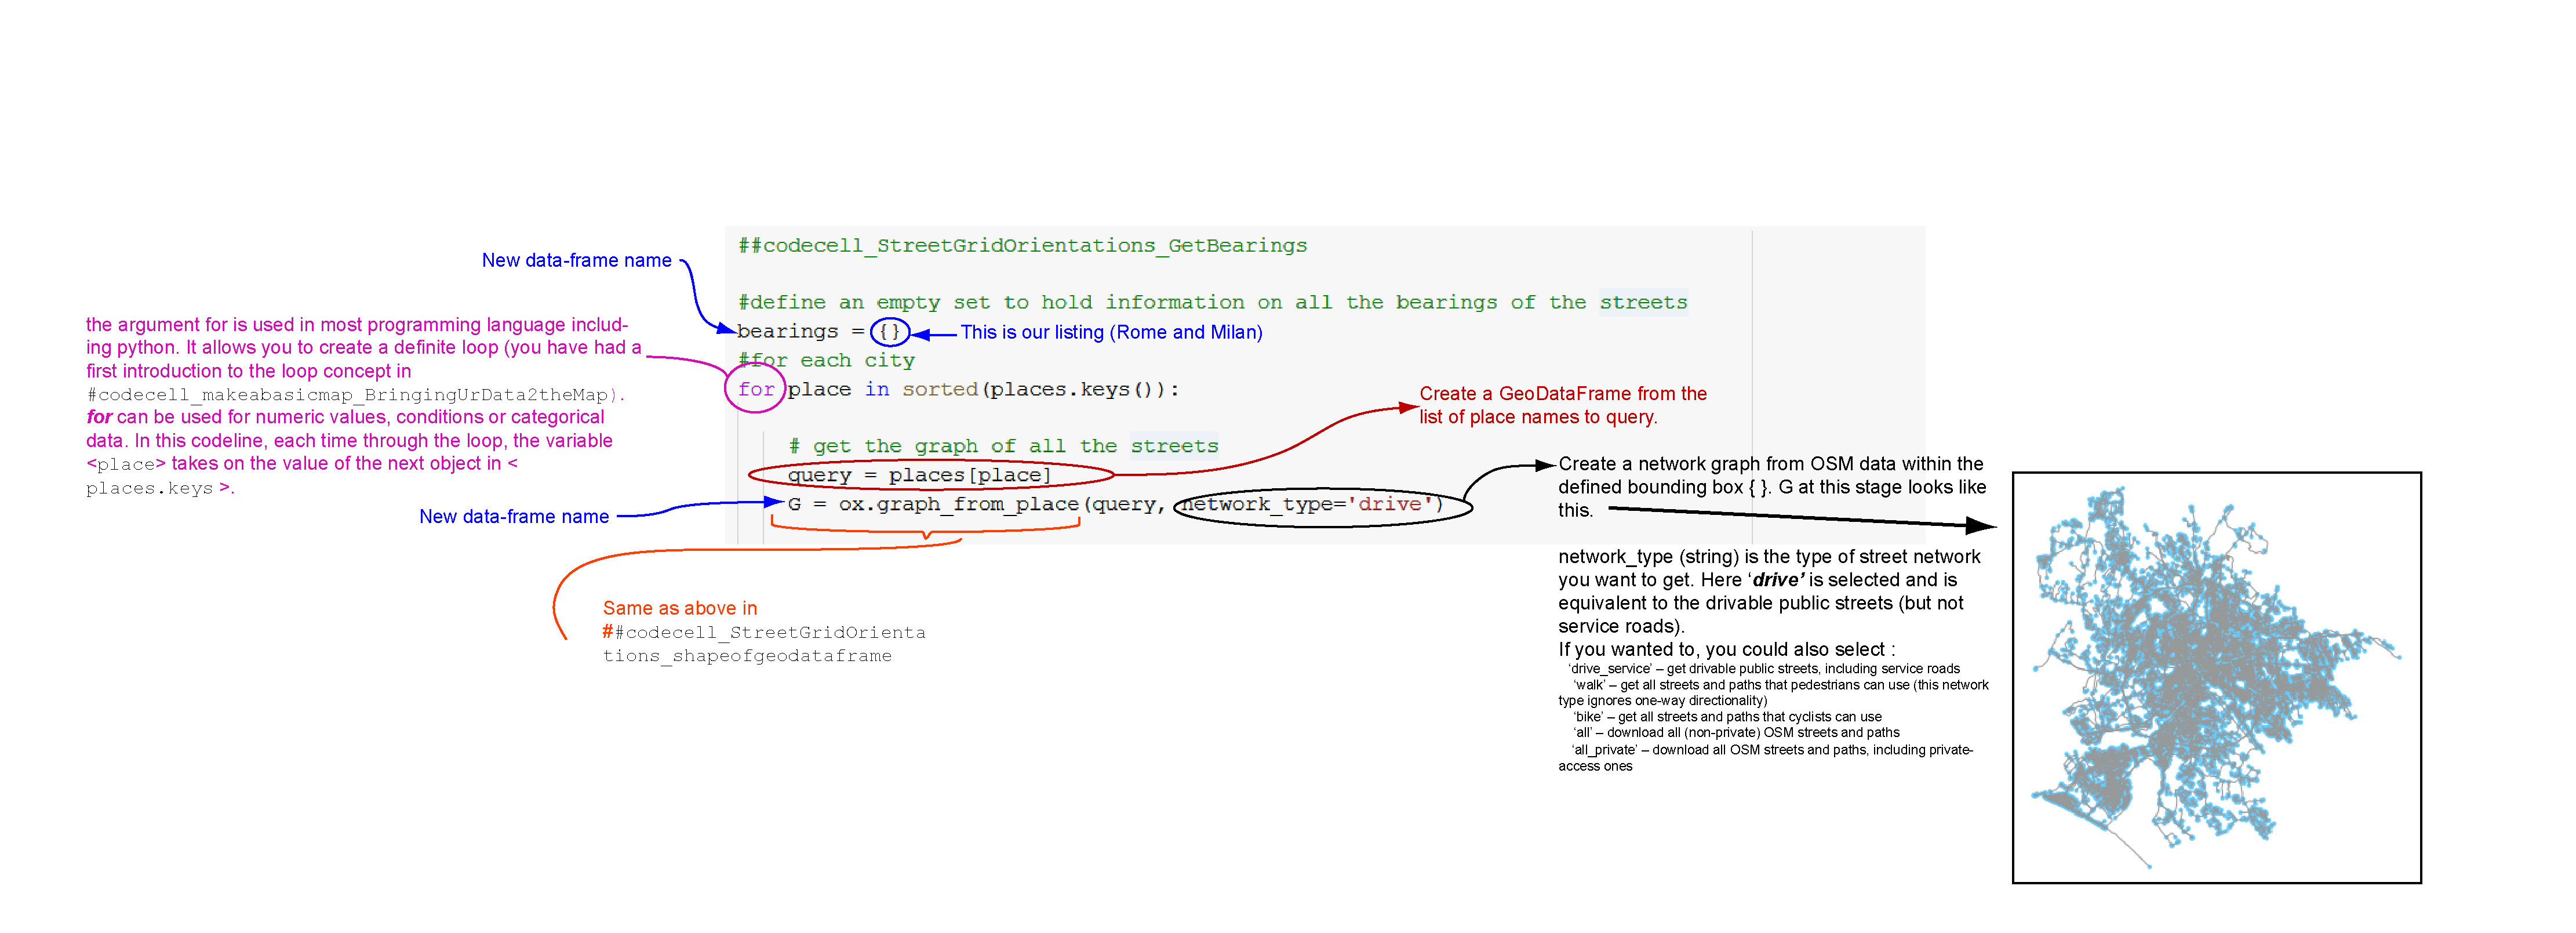 ##codecell_StreetGridOrientations_GetBearings
New data-frame name
#define an empty set to hold information on all the bearings of the streets
bearings = {}
This is our listing (Rome and Milan)
#for each city
for place in sorted(places.keys()):
the argument for is used in most programming language includ-
ing python. It allows you to create a definite loop (you have had a
first introduction to the loop concept in
#codecell_makeabasicmap_BringingUrData2theMap).
for can be used for numeric values, conditions or categorical
data. In this codeline, each time through the loop, the variable
<place> takes on the value of the next object in <
places.keys >.
Create a GeoDataFrame from the
list of place names to query.
# get the graph of all the streets
query = places[place]
G = ox.graph_from_place(query, network_type='drive')
New data-frame name
Create a network graph from OSM data within the
defined bounding box { }. G at this stage looks like
this.
network_type (string) is the type of street network
you want to get. Here ‘drive’ is selected and is
equivalent to the drivable public streets (but not
service roads).
If you wanted to, you could also select :
‘drive_service’ – get drivable public streets, including service roads
‘walk’ – get all streets and paths that pedestrians can use (this network
type ignores one-way directionality)
‘bike’ – get all streets and paths that cyclists can use
‘all’ – download all (non-private) OSM streets and paths
‘all_private’ – download all OSM streets and paths, including private-
access ones
Same as above in
##codecell_StreetGridOrienta
tions_shapeofgeodataframe